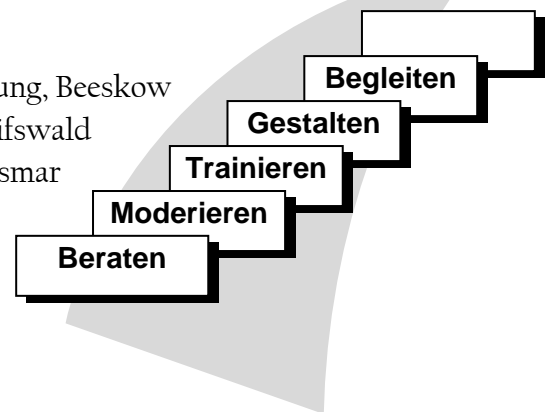 ung, Beeskow
ifswald
smar
Begleiten
Gestalten
Trainieren
Moderieren
Beraten